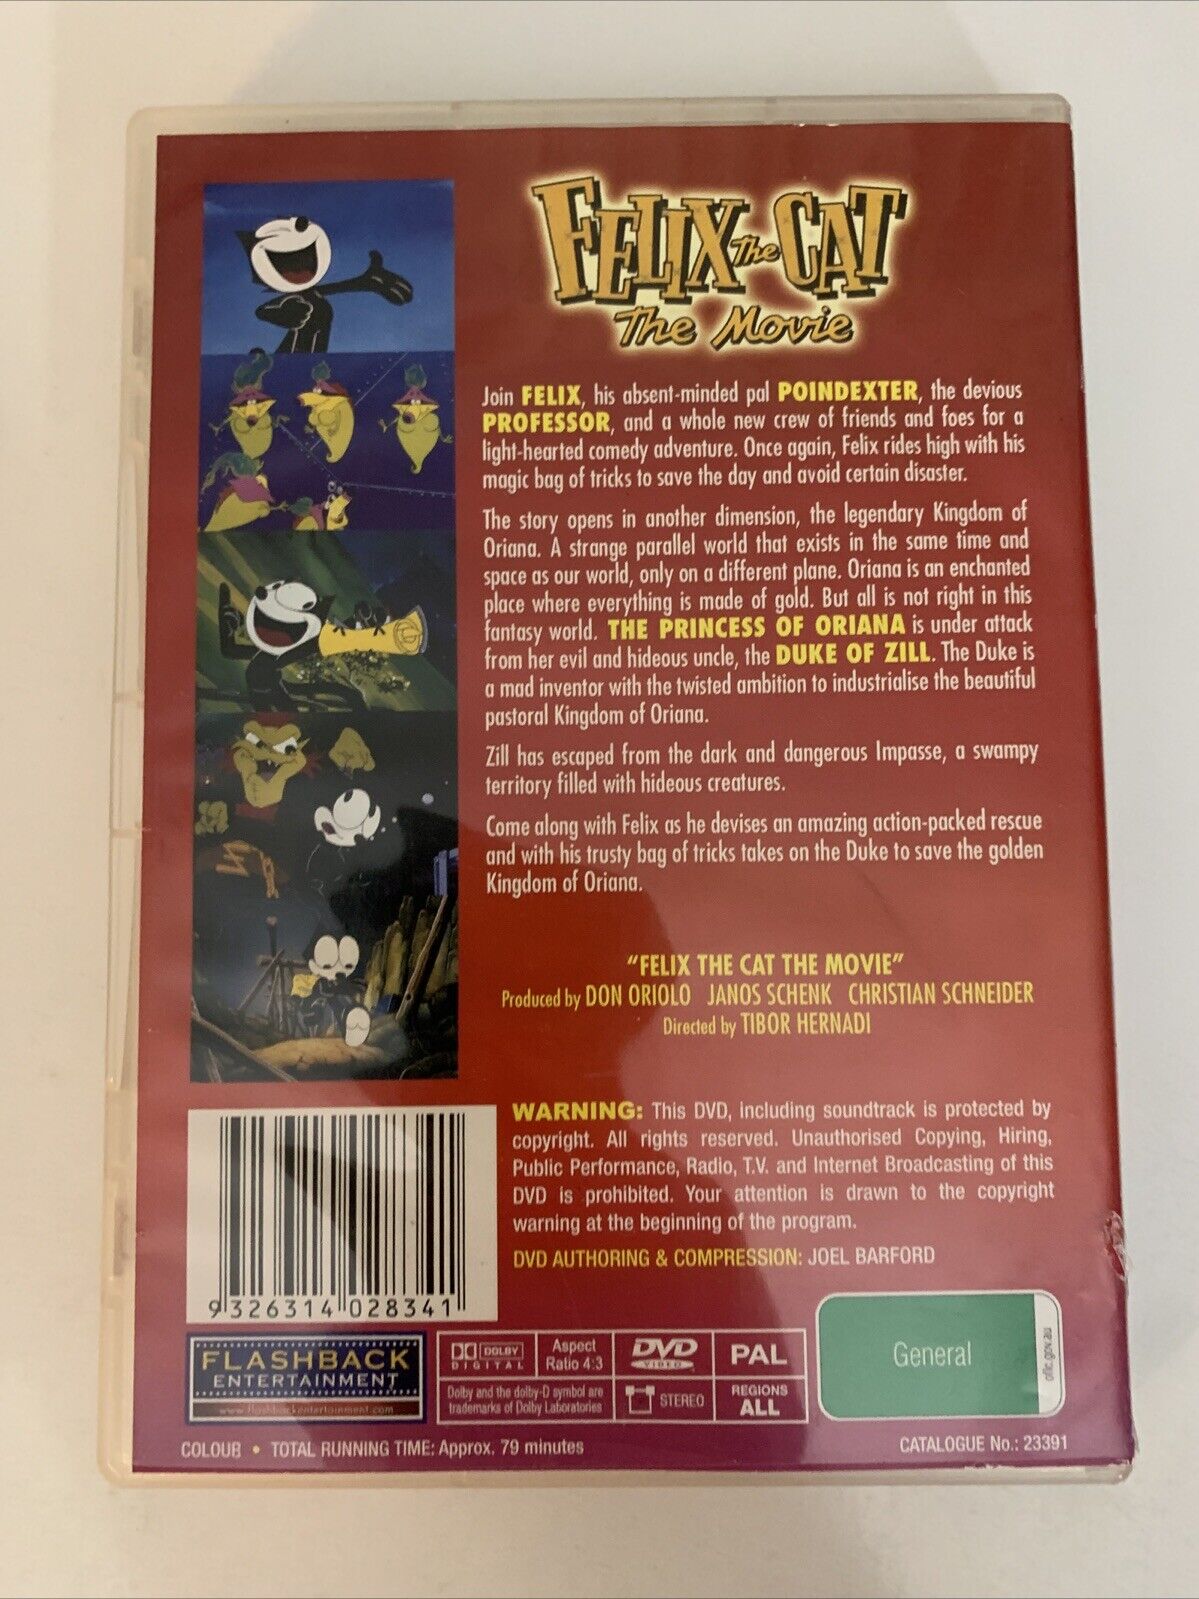 FELIX The CAT
The Movie
Join FELIX, his absent-minded pal POINDEXTER, the devious
PROFESSOR, and a whole new crew of friends and foes for a
light-hearted comedy adventure. Once again, Felix rides high with his
magic bag of tricks to save the day and avoid certain disaster.
The story opens in another dimension, the legendary Kingdom of
Oriana. A strange parallel world that exists in the same time and
space as our world, only on a different plane. Oriana is an enchanted
place where everything is made of gold. But all is not right in this
fantasy world. THE PRINCESS OF ORIANA is under attack
from her evil and hideous uncle, the DUKE OF ZILL. The Duke is
a mad inventor with the twisted ambition to industrialise the beautiful
pastoral Kingdom of Oriana.
Zill has escaped from the dark and dangerous Impasse, a swampy
territory filled with hideous creatures.
Come along with Felix as he devises an amazing action-packed rescue
and with his trusty bag of tricks takes on the Duke to save the golden
Kingdom of Oriana.
"FELIX THE CAT THE MOVIE"
Produced by DON ORIOLO JANOS SCHENK CHRISTIAN SCHNEIDER
Directed by TIBOR HERNADI
WARNING: This DVD, including soundtrack is protected by
copyright. All rights reserved. Unauthorised Copying, Hiring,
Public Performance, Radio, T.V. and Internet Broadcasting of this
DVD is prohibited. Your attention is drawn to the copyright
warning at the beginning of the program.
DVD AUTHORING & COMPRESSION: JOEL BARFORD
9 326314 028341
FLASHBACK
ENTERTAINMENT
www.flashbackentertainment.com
DOLBY
DIGITAL
Aspect
Ratio 4:3
DVD
VIDEO
PAL
Dolby and the dolby-D symbol are
trademarks of Dolby Laboratories
STEREO
REGIONS
ALL
General
oflc.gov.au
COLOUR • TOTAL RUNNING TIME: Approx. 79 minutes
CATALOGUE No.: 23391